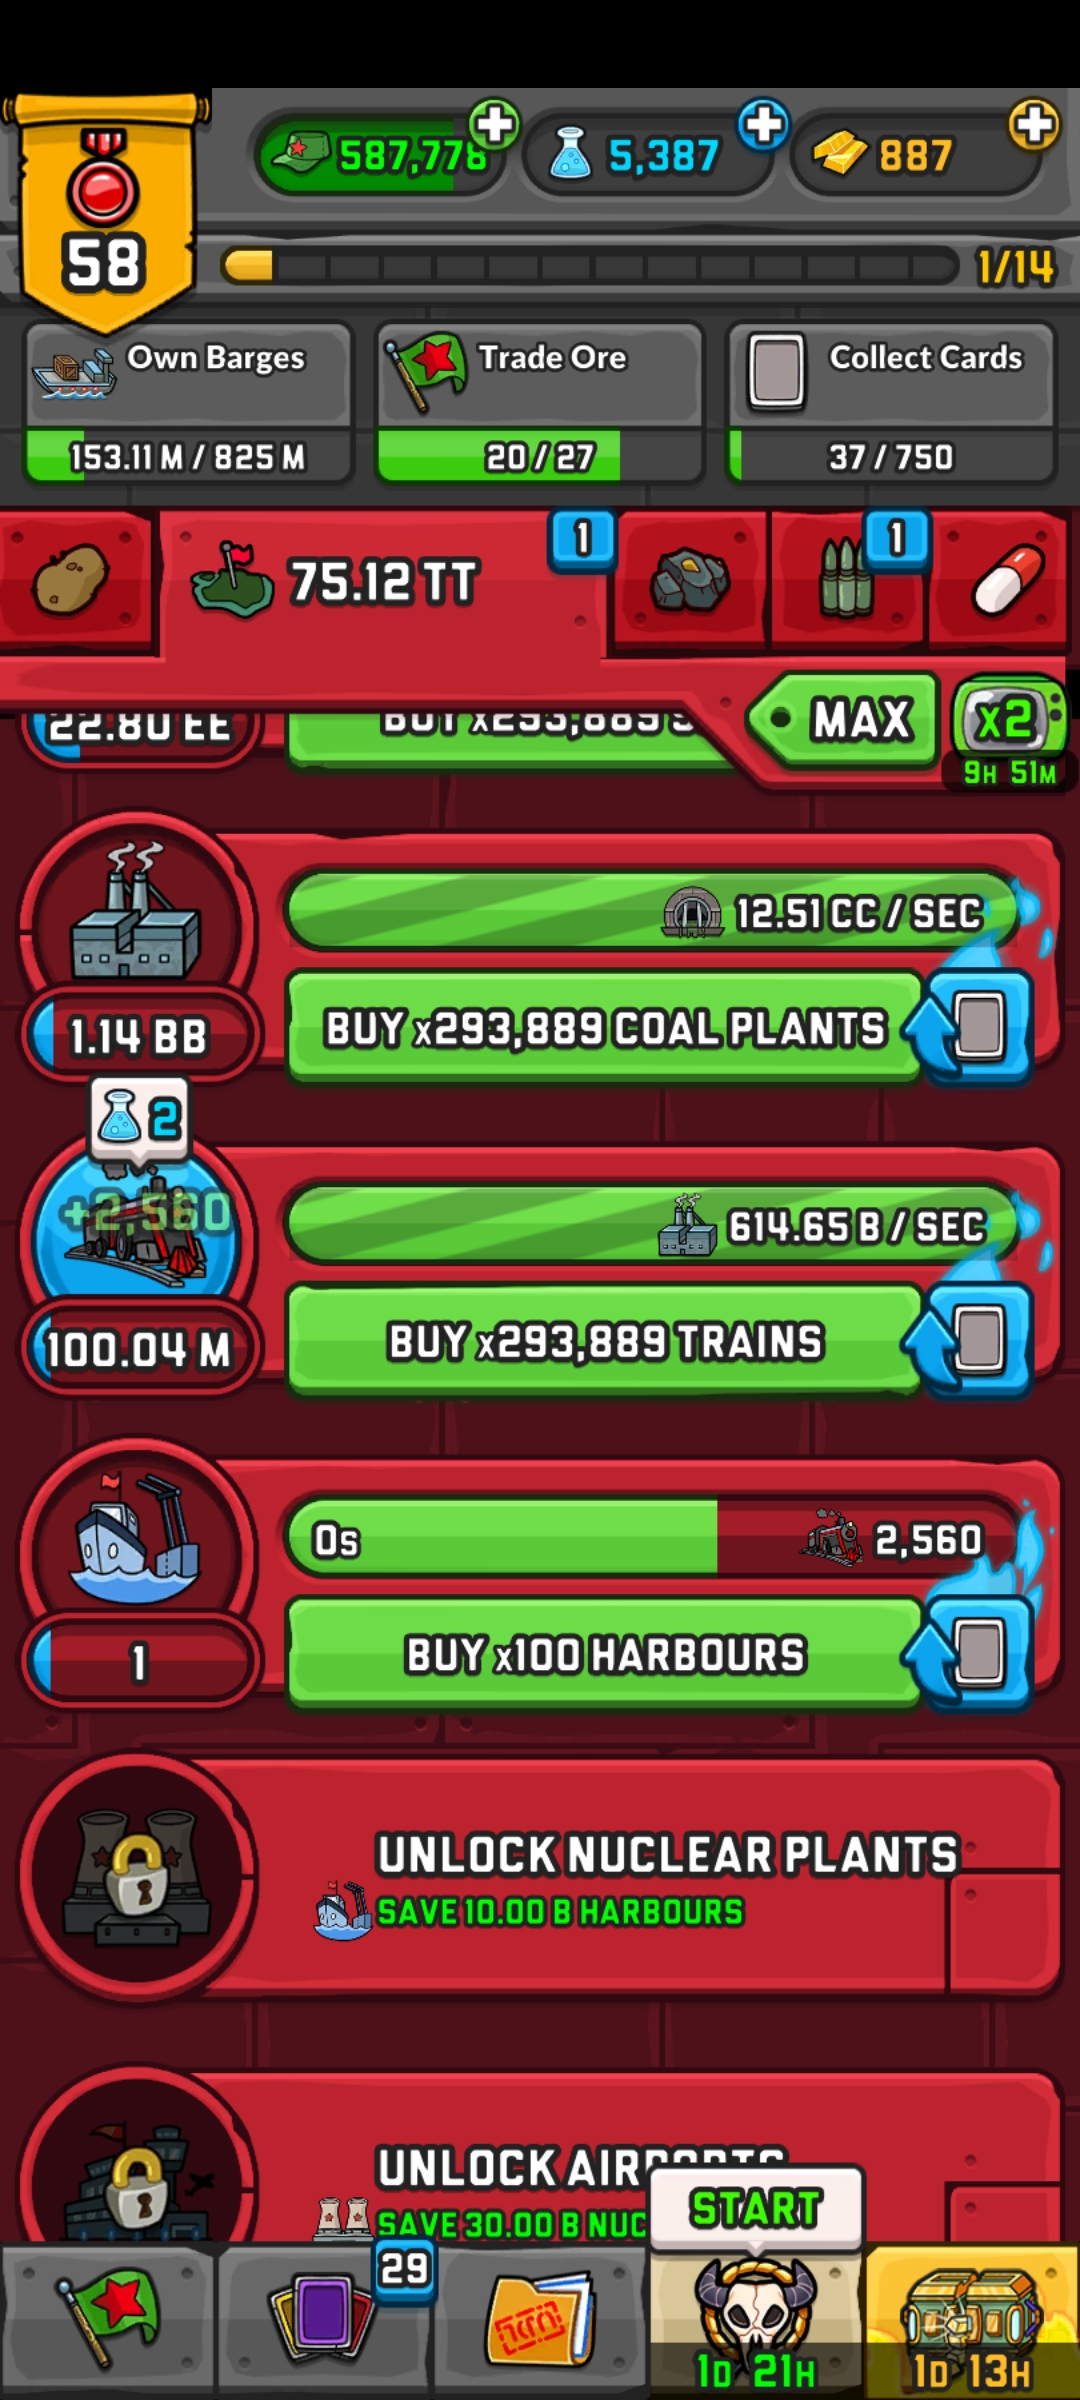 587,778
5,387
887
58
1/14
Own Barges
153.11 M / 825 M
Trade Ore
20 / 27
Collect Cards
37 / 750
75.12 TT
1
1
MAX
x2
9H 51M
22.80 EE
BUY x293,889
12.51 CC / SEC
1.14 BB
BUY x293,889 COAL PLANTS
2
+2,560
614.65 B / SEC
100.04 M
BUY x293,889 TRAINS
0s
2,560
1
BUY x100 HARBOURS
UNLOCK NUCLEAR PLANTS
SAVE 10.00 B HARBOURS
UNLOCK AIRPORTS
SAVE 30.00 B NUC
START
29
1D 21H
1D 13H